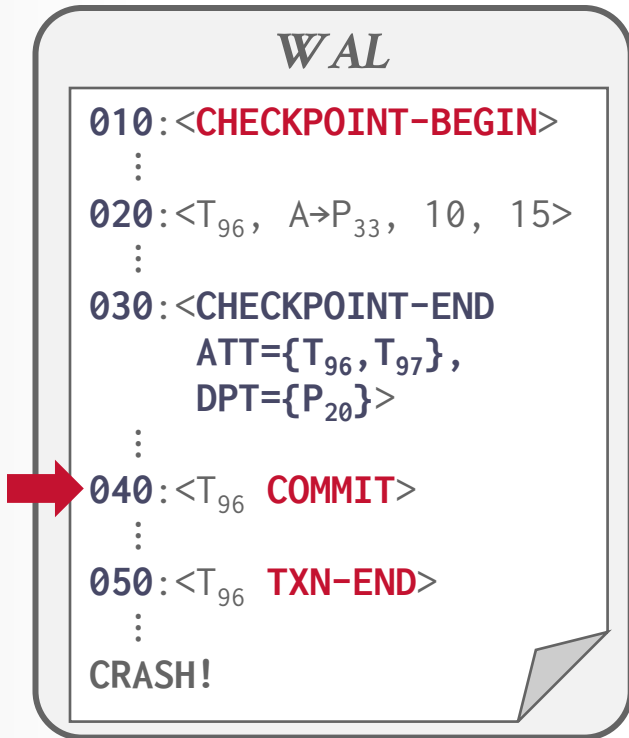 WAL
010:<CHECKPOINT-BEGIN>
⋮
020:<T₉₆, A→P₃₃, 10, 15>
⋮
030:<CHECKPOINT-END
ATT={T₉₆,T₉₇},
DPT={P₂₀}>
⋮
040:<T₉₆ COMMIT>
⋮
050:<T₉₆ TXN-END>
⋮
CRASH!